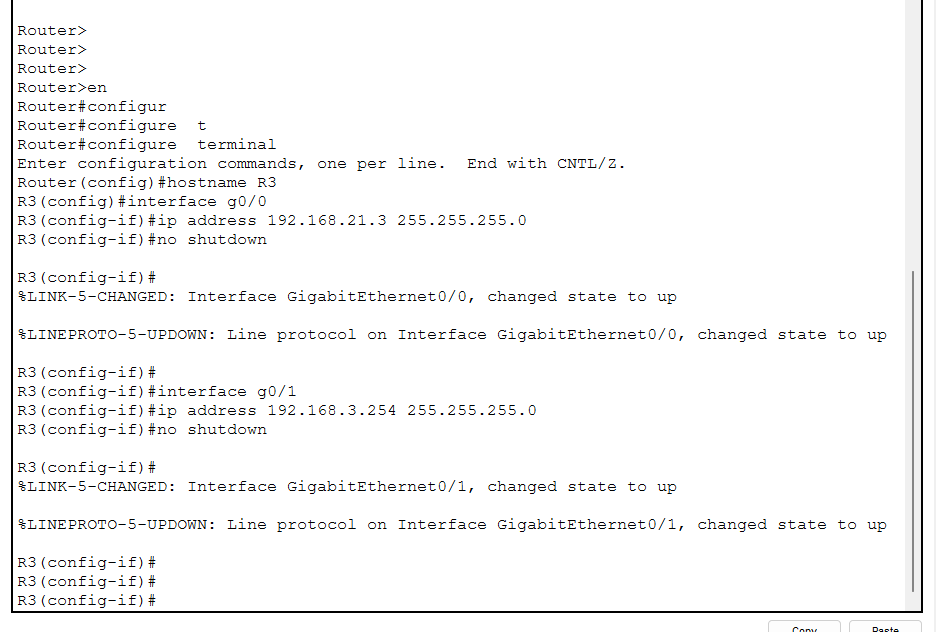 Router>
Router>
Router>
Router>en
Router#configur
Router#configure  t
Router#configure  terminal
Enter configuration commands, one per line.  End with CNTL/Z.
Router(config)#hostname R3
R3(config)#interface g0/0
R3(config-if)#ip address 192.168.21.3 255.255.255.0
R3(config-if)#no shutdown
R3(config-if)#
%LINK-5-CHANGED: Interface GigabitEthernet0/0, changed state to up
%LINEPROTO-5-UPDOWN: Line protocol on Interface GigabitEthernet0/0, changed state to up
R3(config-if)#
R3(config-if)#interface g0/1
R3(config-if)#ip address 192.168.3.254 255.255.255.0
R3(config-if)#no shutdown
R3(config-if)#
%LINK-5-CHANGED: Interface GigabitEthernet0/1, changed state to up
%LINEPROTO-5-UPDOWN: Line protocol on Interface GigabitEthernet0/1, changed state to up
R3(config-if)#
R3(config-if)#
R3(config-if)#
Copy Paste